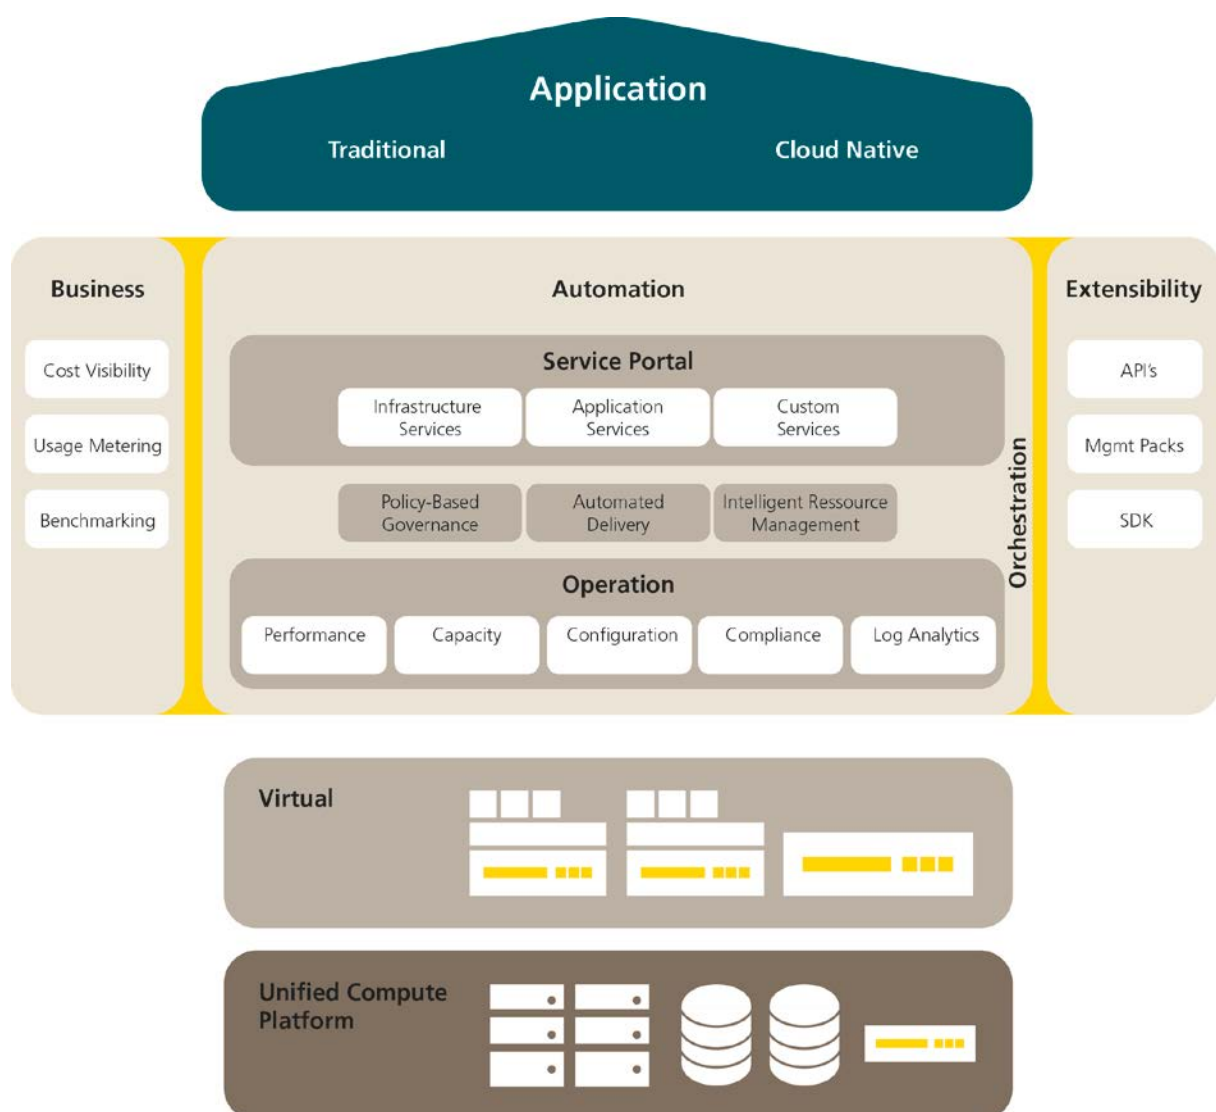 Application
Traditional
Cloud Native
Business
Cost Visibility
Usage Metering
Benchmarking
Automation
Service Portal
Infrastructure
Services
Application
Services
Custom
Services
Policy-Based
Governance
Automated
Delivery
Intelligent Ressource
Management
Operation
Performance
Capacity
Configuration
Compliance
Log Analytics
Orchestration
Extensibility
API's
Mgmt Packs
SDK
Virtual
Unified Compute
Platform